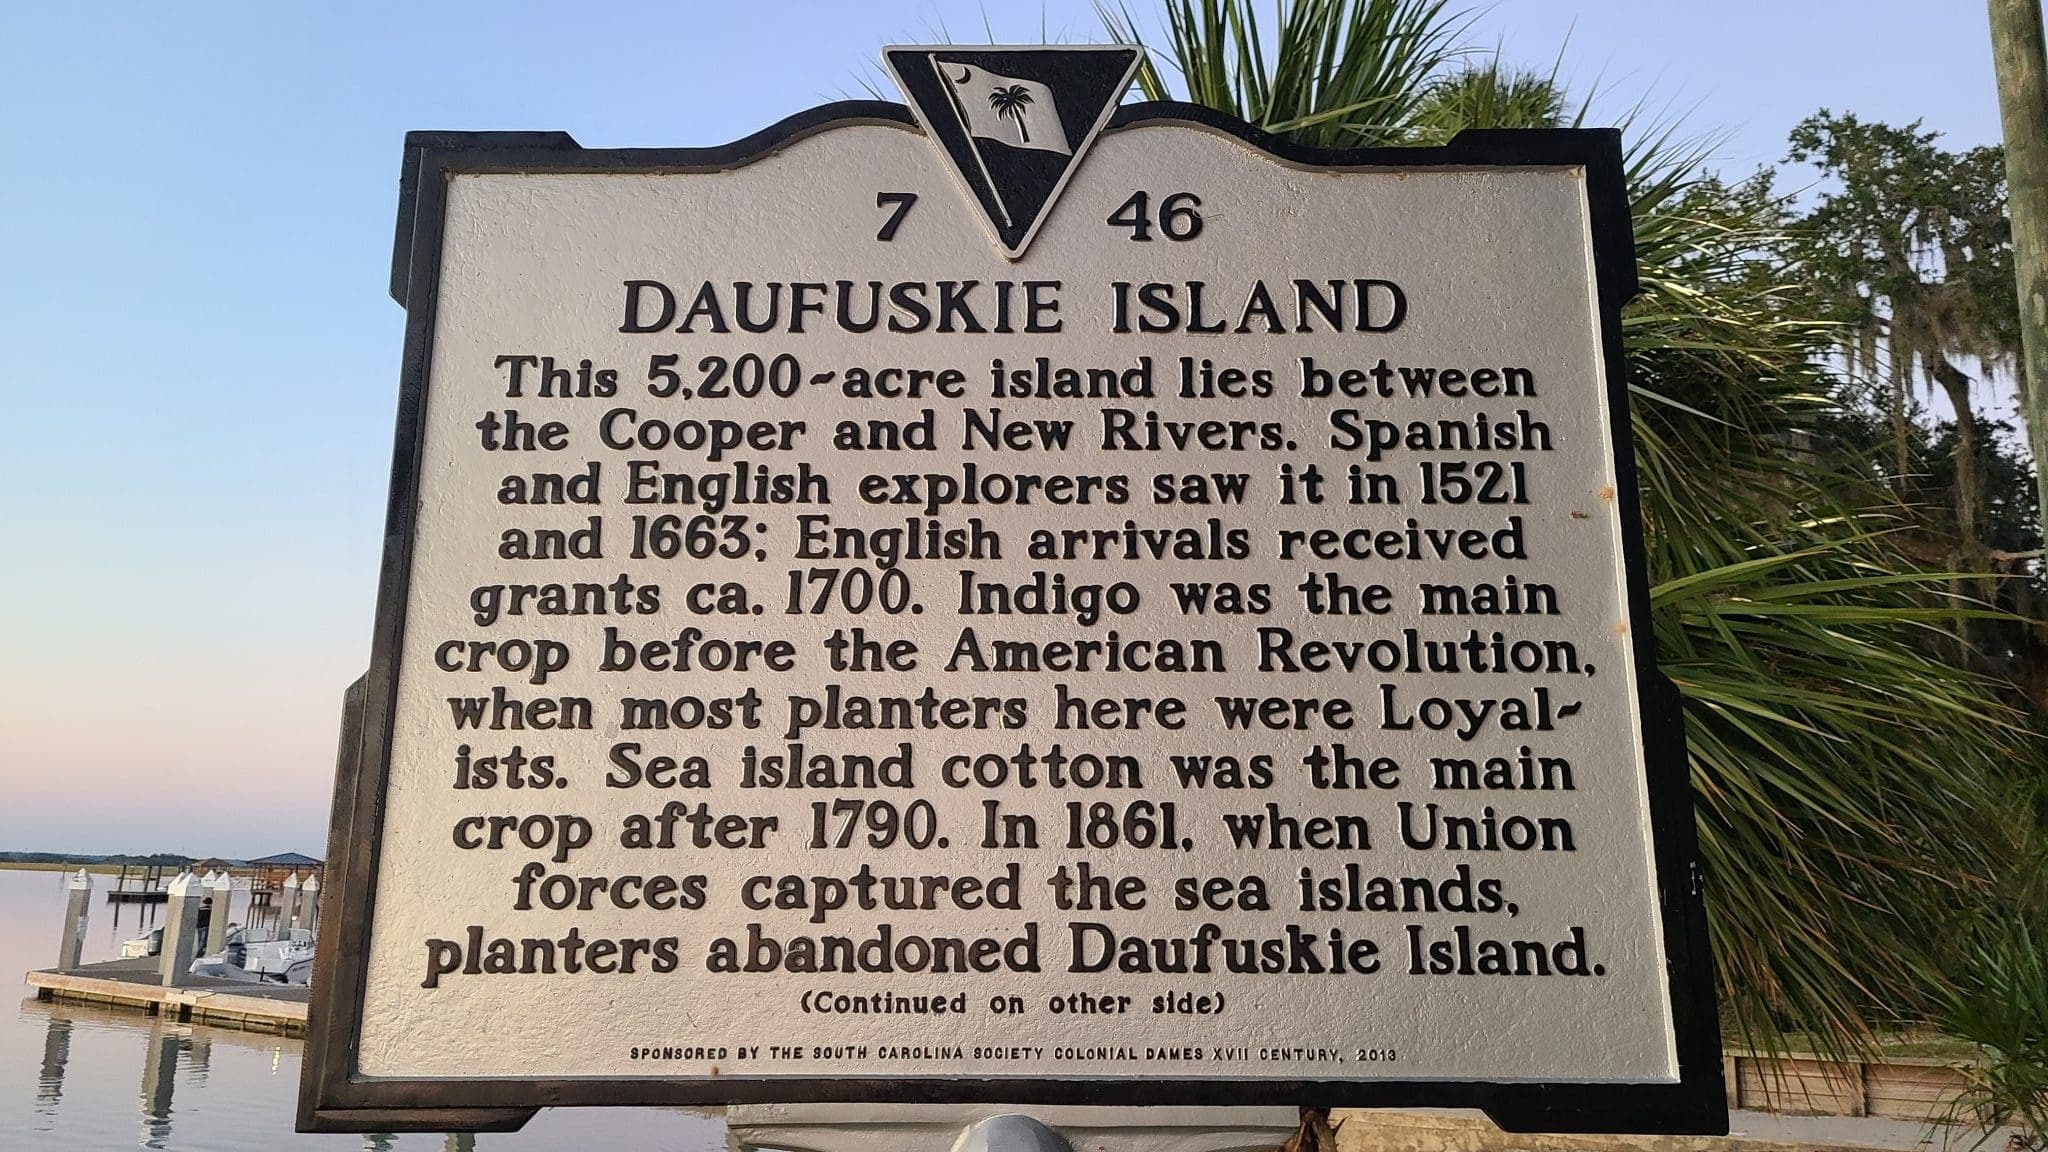 7 46
DAUFUSKIE ISLAND
This 5,200-acre island lies between
the Cooper and New Rivers. Spanish
and English explorers saw it in 1521
and 1663; English arrivals received
grants ca. 1700. Indigo was the main
crop before the American Revolution,
when most planters here were Loyal-
ists. Sea island cotton was the main
crop after 1790. In 1861, when Union
forces captured the sea islands,
planters abandoned Daufuskie Island.
(Continued on other side)
SPONSORED BY THE SOUTH CAROLINA SOCIETY COLONIAL DAMES XVII CENTURY, 2013